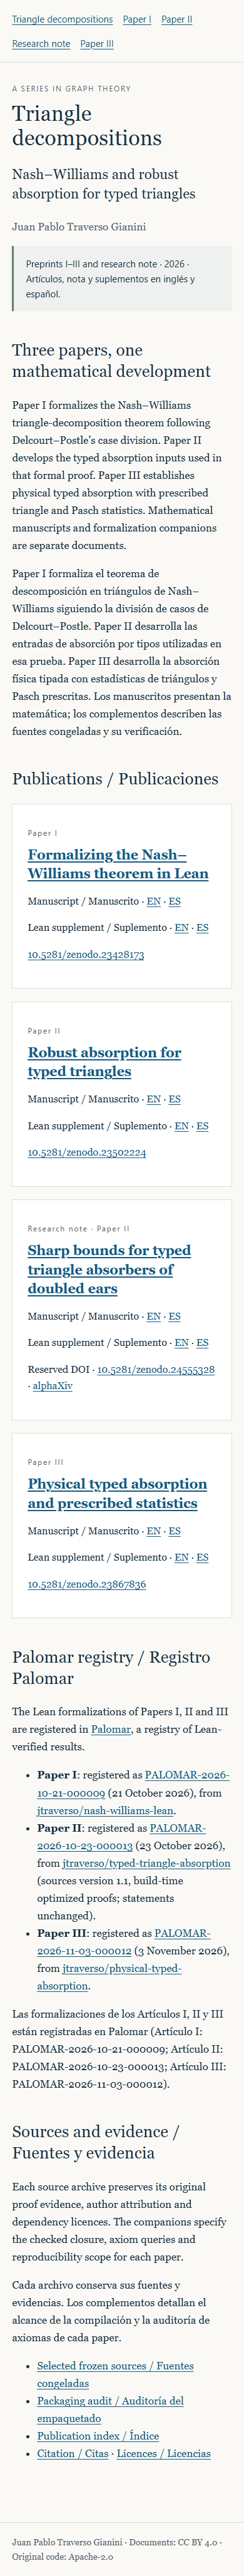 Triangle decompositions Paper I Paper II
Research note Paper III
A SERIES IN GRAPH THEORY
Triangle
decompositions
Nash–Williams and robust
absorption for typed triangles
Juan Pablo Traverso Gianini
Preprints I–III and research note · 2026 ·
Artículos, nota y suplementos en inglés y
español.
Three papers, one
mathematical development
Paper I formalizes the Nash–Williams
triangle-decomposition theorem following
Delcourt–Postle's case division. Paper II
develops the typed absorption inputs used in
that formal proof. Paper III establishes
physical typed absorption with prescribed
triangle and Pasch statistics. Mathematical
manuscripts and formalization companions
are separate documents.
Paper I formaliza el teorema de
descomposición en triángulos de Nash–
Williams siguiendo la división de casos de
Delcourt–Postle. Paper II desarrolla las
entradas de absorción por tipos utilizadas en
esa prueba. Paper III desarrolla la absorción
física tipada con estadísticas de triángulos y
Pasch prescritas. Los manuscritos presentan la
matemática; los complementos describen las
fuentes congeladas y su verificación.
Publications / Publicaciones
Paper I
Formalizing the Nash–
Williams theorem in Lean
Manuscript / Manuscrito · EN · ES
Lean supplement / Suplemento · EN · ES
10.5281/zenodo.23428173
Paper II
Robust absorption for
typed triangles
Manuscript / Manuscrito · EN · ES
Lean supplement / Suplemento · EN · ES
10.5281/zenodo.23502224
Research note · Paper II
Sharp bounds for typed
triangle absorbers of
doubled ears
Manuscript / Manuscrito · EN · ES
Lean supplement / Suplemento · EN · ES
Reserved DOI · 10.5281/zenodo.24555328
· alphaXiv
Paper III
Physical typed absorption
and prescribed statistics
Manuscript / Manuscrito · EN · ES
Lean supplement / Suplemento · EN · ES
10.5281/zenodo.23867836
Palomar registry / Registro
Palomar
The Lean formalizations of Papers I, II and III
are registered in Palomar, a registry of Lean-
verified results.
• Paper I: registered as PALOMAR-2026-
10-21-000009 (21 October 2026), from
jtraverso/nash-williams-lean.
• Paper II: registered as PALOMAR-
2026-10-23-000013 (23 October 2026),
from jtraverso/typed-triangle-absorption
(sources version 1.1, build-time
optimized proofs; statements
unchanged).
• Paper III: registered as PALOMAR-
2026-11-03-000012 (3 November 2026),
from jtraverso/physical-typed-
absorption.
Las formalizaciones de los Artículos I, II y III
están registradas en Palomar (Artículo I:
PALOMAR-2026-10-21-000009; Artículo II:
PALOMAR-2026-10-23-000013; Artículo III:
PALOMAR-2026-11-03-000012).
Sources and evidence /
Fuentes y evidencia
Each source archive preserves its original
proof evidence, author attribution and
dependency licences. The companions specify
the checked closure, axiom queries and
reproducibility scope for each paper.
Cada archivo conserva sus fuentes y
evidencias. Los complementos detallan el
alcance de la compilación y la auditoría de
axiomas de cada paper.
• Selected frozen sources / Fuentes
congeladas
• Packaging audit / Auditoría del
empaquetado
• Publication index / Índice
• Citation / Citas · Licences / Licencias
Juan Pablo Traverso Gianini · Documents: CC BY 4.0 ·
Original code: Apache-2.0